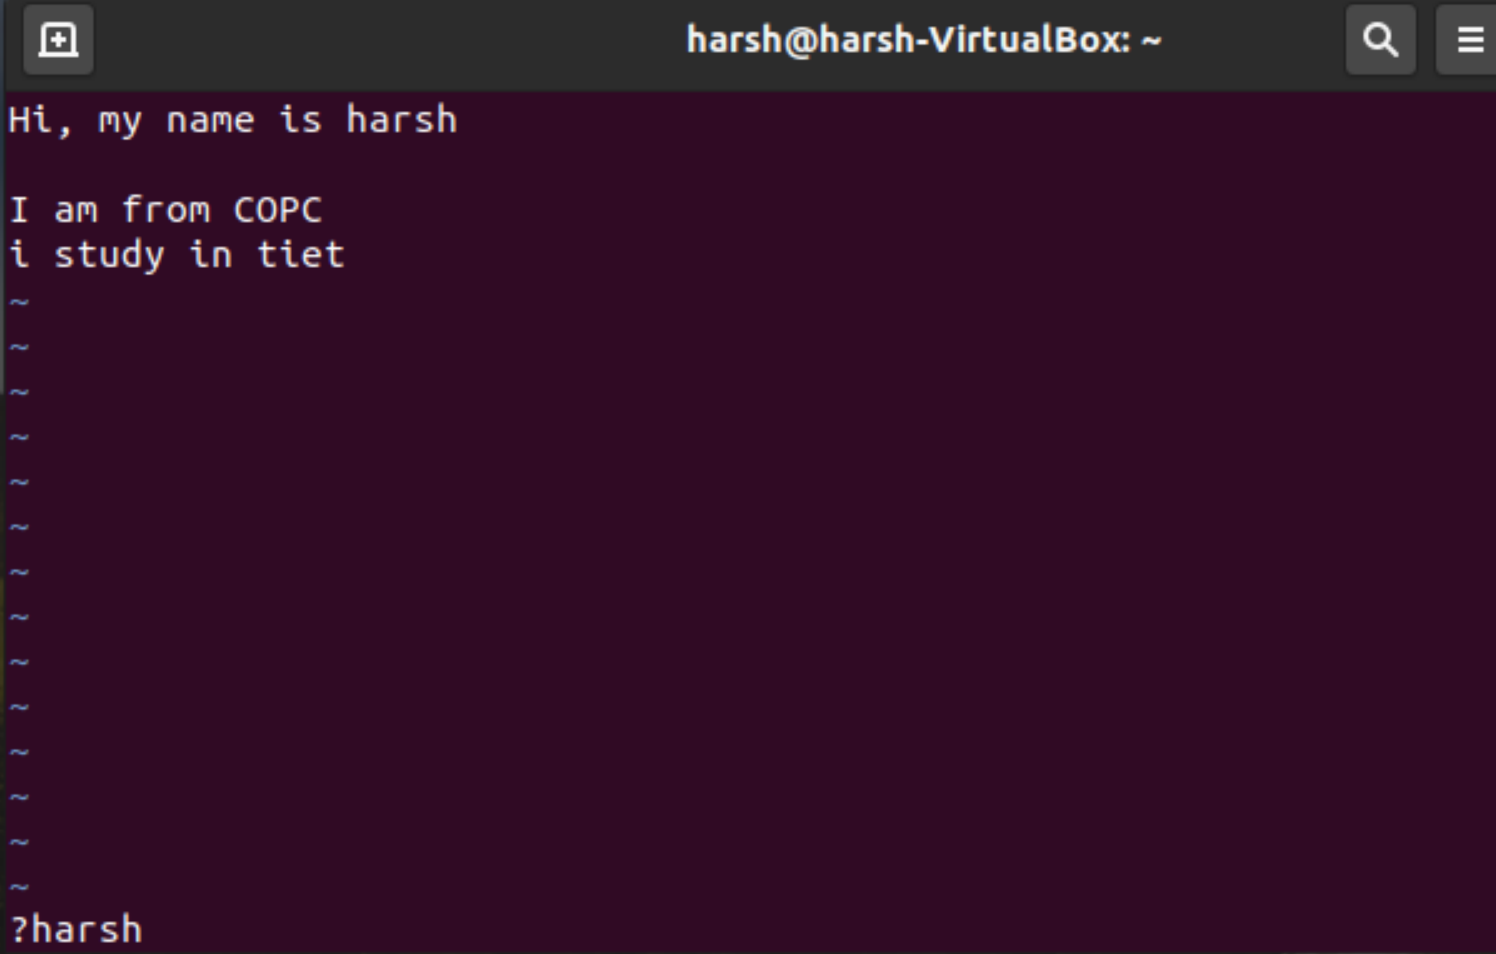 harsh@harsh-VirtualBox: ~
Hi, my name is harsh
I am from COPC
i study in tiet
~
~
~
~
~
~
~
~
~
~
~
~
~
~
?harsh